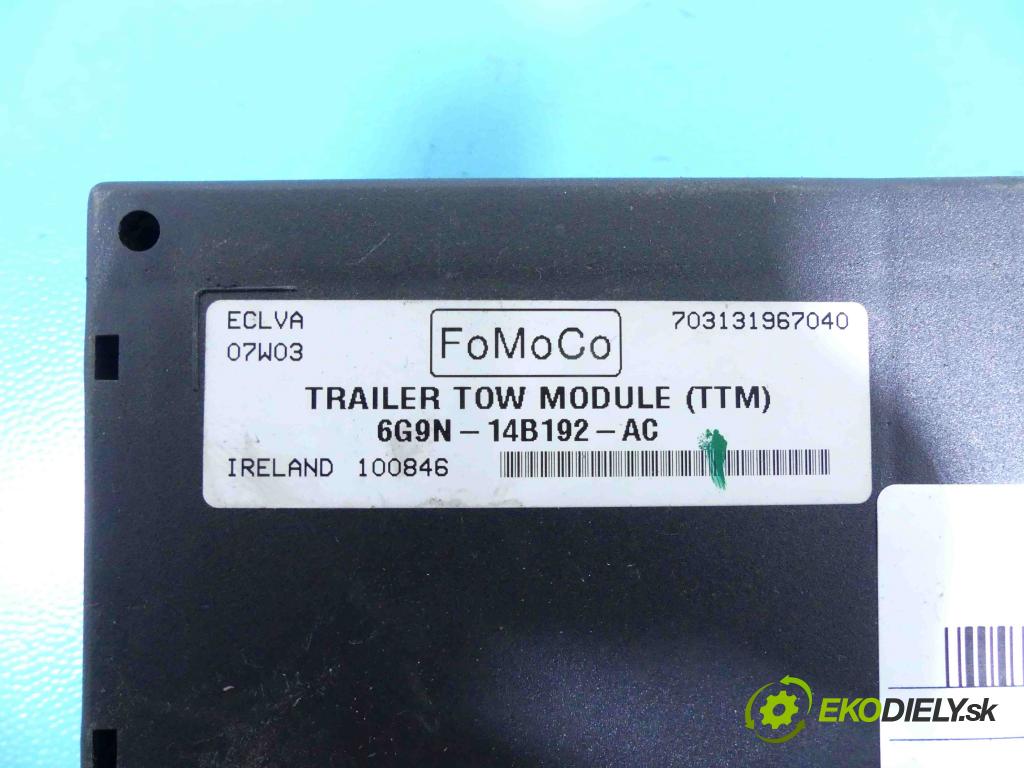 ECLVA
07W03
FoMoCo
703131967040
TRAILER TOW MODULE (TTM)
6G9N - 14B192 - AC
IRELAND 100846
EKODIELY.sk